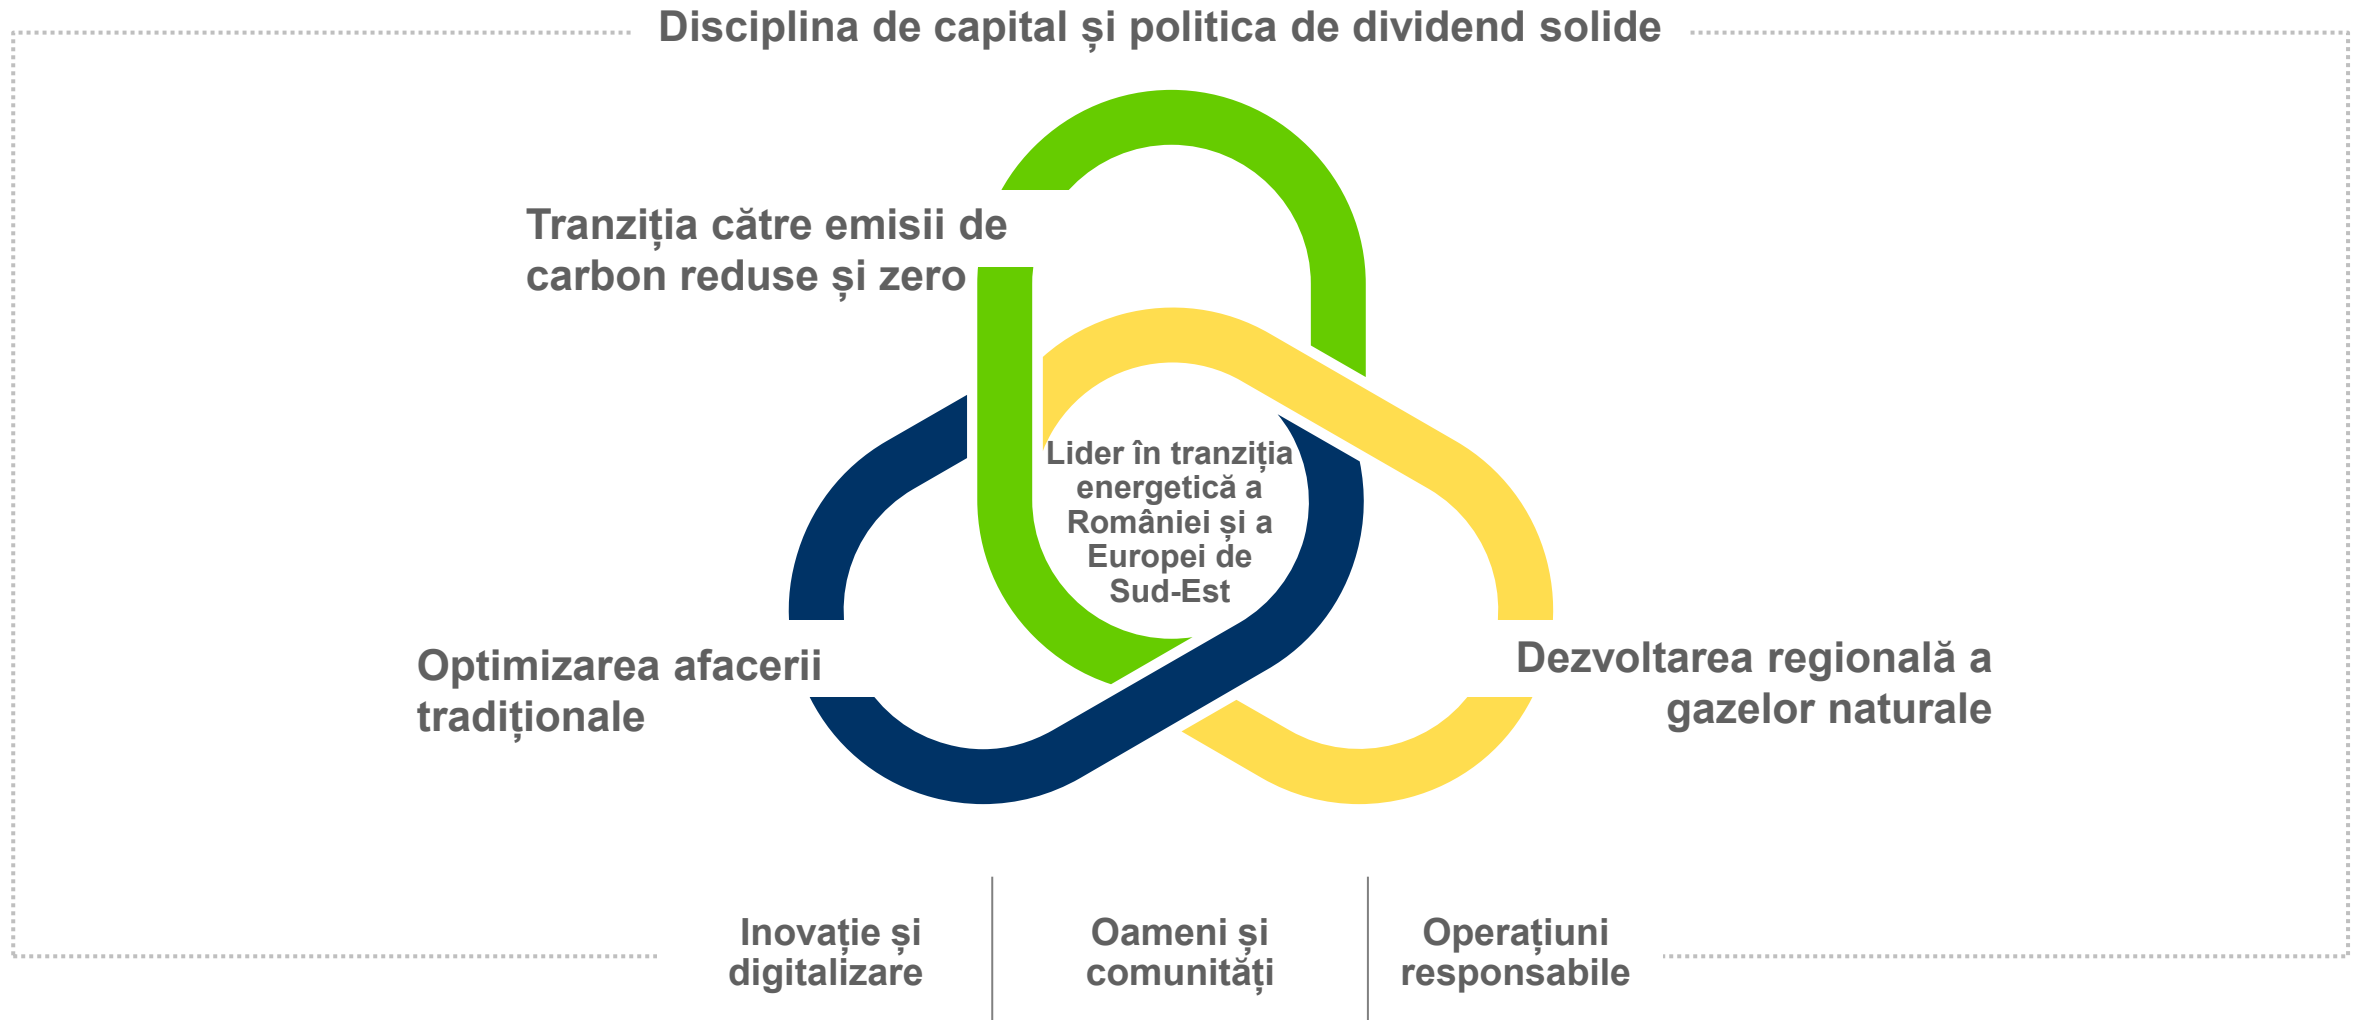 Disciplina de capital și politica de dividend solide
Tranziția către emisii de
carbon reduse și zero
Lider în tranziția
energetică a
României și a
Europei de
Sud-Est
Optimizarea afacerii
tradiționale
Dezvoltarea regională a
gazelor naturale
Inovație și
digitalizare
Oameni și
comunități
Operațiuni
responsabile